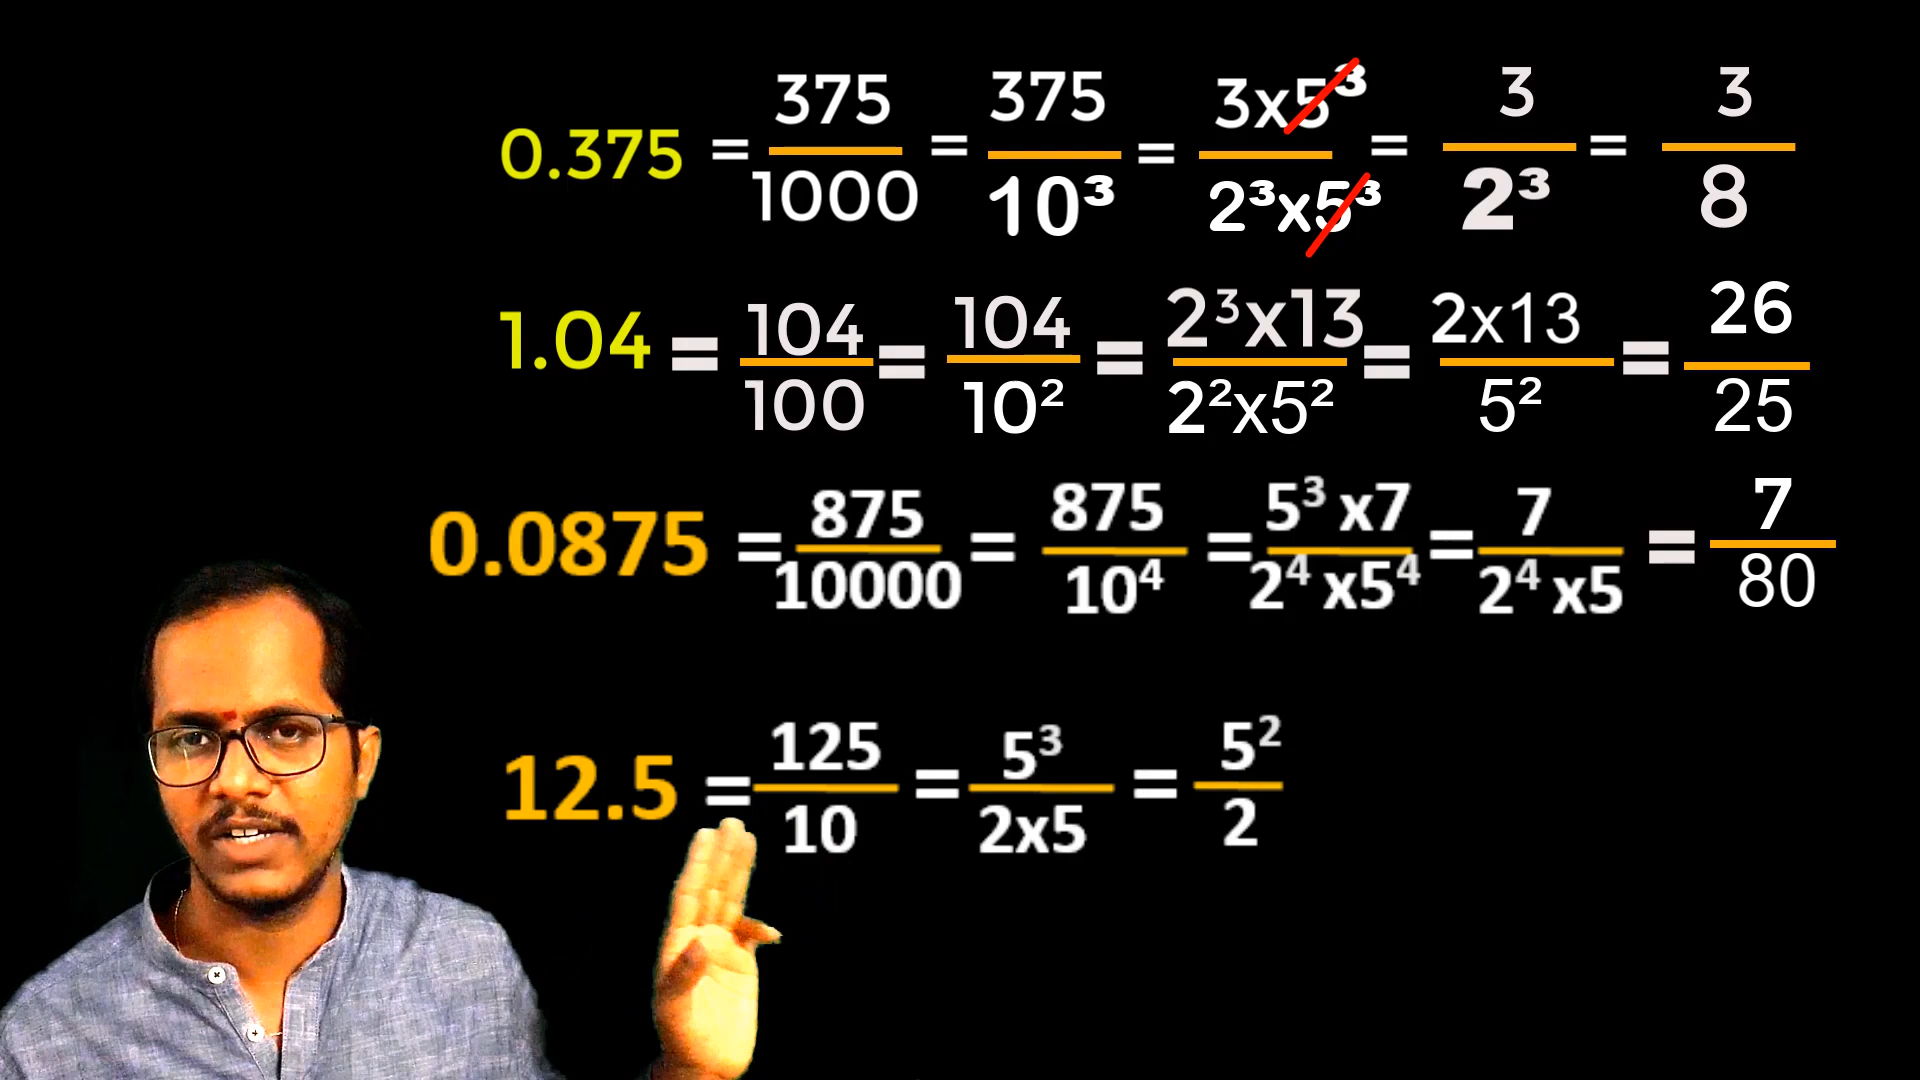 0.375 = 375/1000 = 375/10³ = 3x5³/2³x5³ = 3/2³ = 3/8
1.04 = 104/100 = 104/10² = 2³x13/2²x5² = 2x13/5² = 26/25
0.0875 = 875/10000 = 875/10⁴ = 5³x7/2⁴x5⁴ = 7/2⁴x5 = 7/80
12.5 = 125/10 = 5³/2x5 = 5²/2